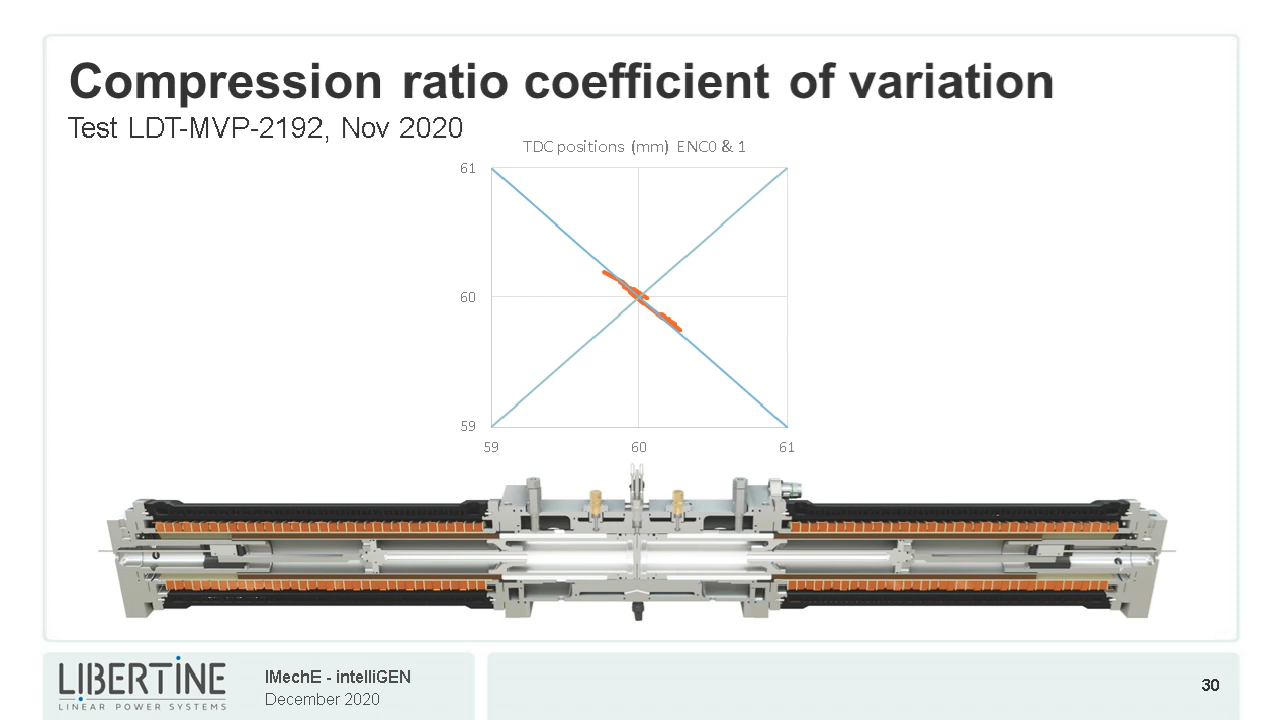 Compression ratio coefficient of variation
Test LDT-MVP-2192, Nov 2020
TDC positions (mm) ENC0 & 1
61
60
59
59 60 61
LIBERTINE
LINEAR POWER SYSTEMS
IMechE - intelliGEN
December 2020
30